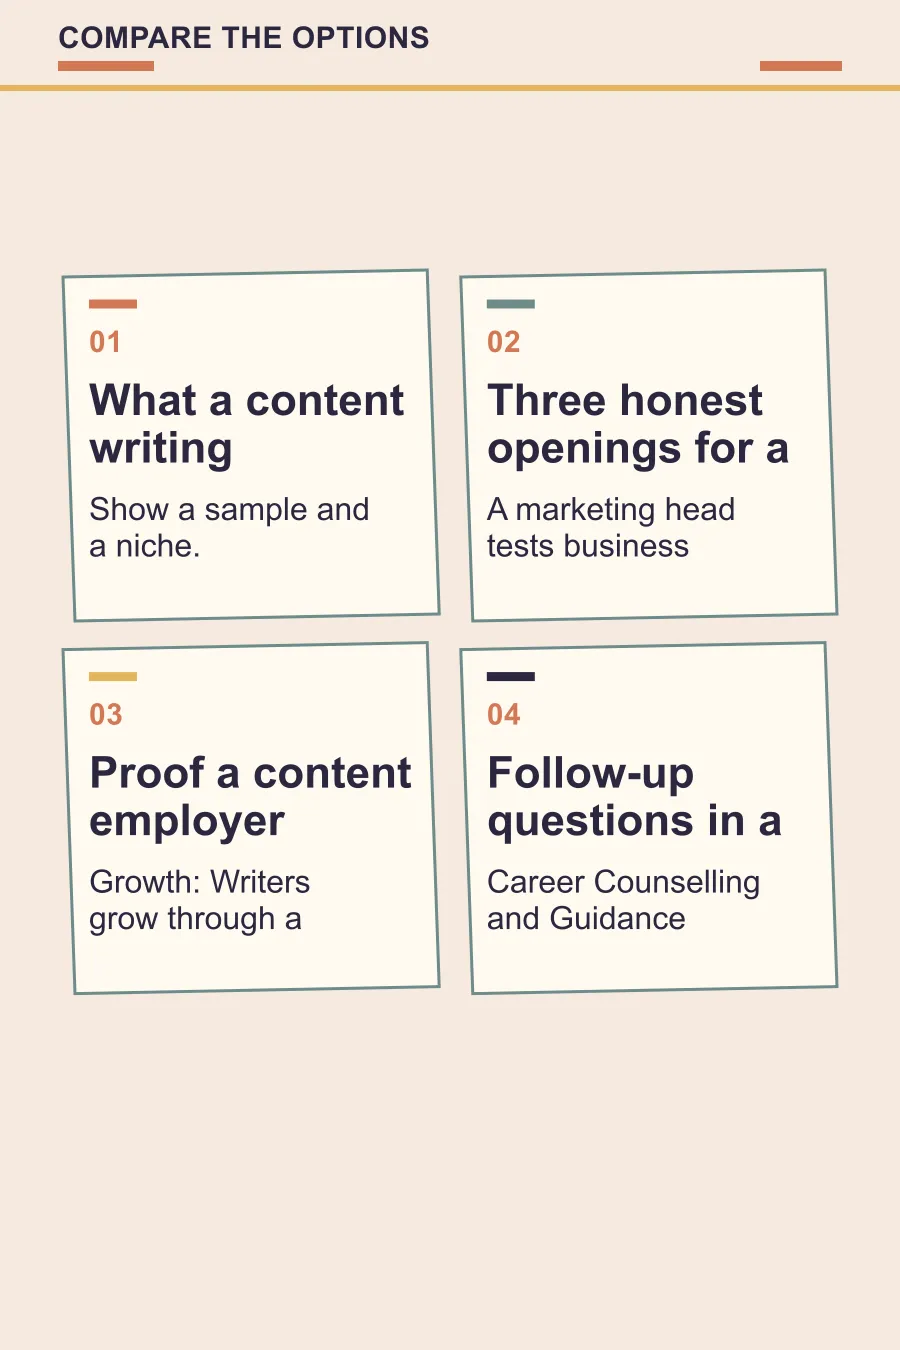 COMPARE THE OPTIONS
01
What a content
writing
Show a sample and
a niche.
02
Three honest
openings for a
A marketing head
tests business
03
Proof a content
employer
Growth: Writers
grow through a
04
Follow-up
questions in a
Career Counselling
and Guidance